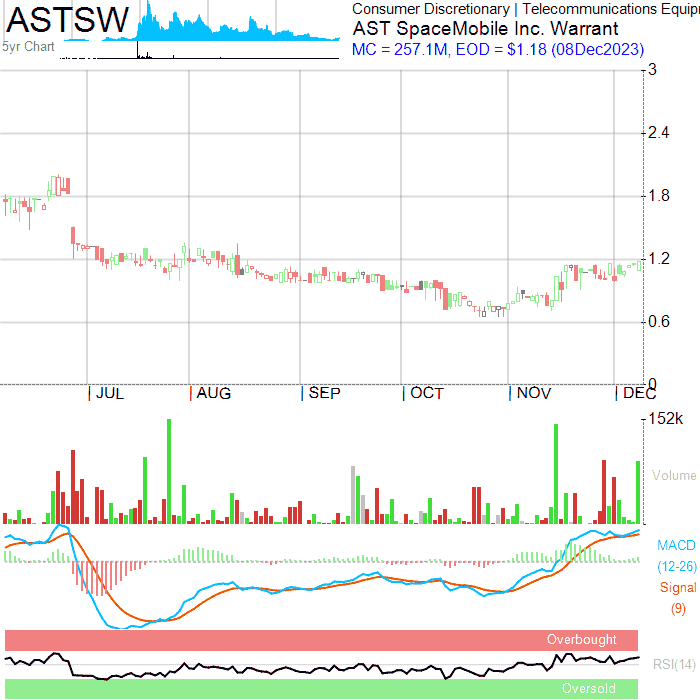 ASTSW
5yr Chart
Consumer Discretionary | Telecommunications Equip
AST SpaceMobile Inc. Warrant
MC = 257.1M, EOD = $1.18 (08Dec2023)
3
2.4
1.8
1.2
0.6
0
| JUL | AUG | SEP | OCT | NOV | DEC
152k
Volume
MACD
(12-26)
Signal
(9)
Overbought
RSI(14)
Oversold